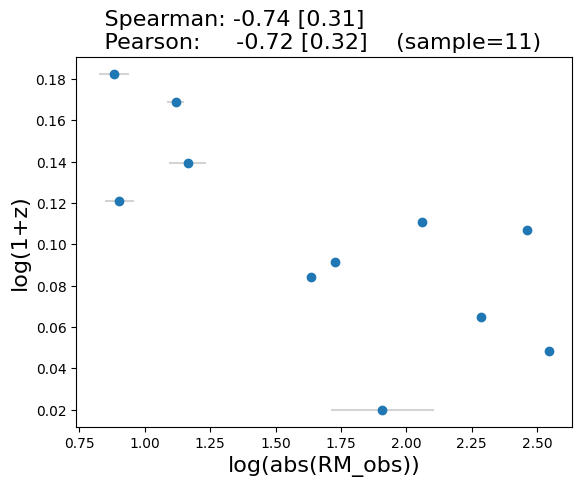 Spearman: -0.74 [0.31]
Pearson: -0.72 [0.32] (sample=11)
0.18
0.16
0.14
0.12
0.10
0.08
0.06
0.04
0.02
log(1+z)
0.75 1.00 1.25 1.50 1.75 2.00 2.25 2.50
log(abs(RM_obs))